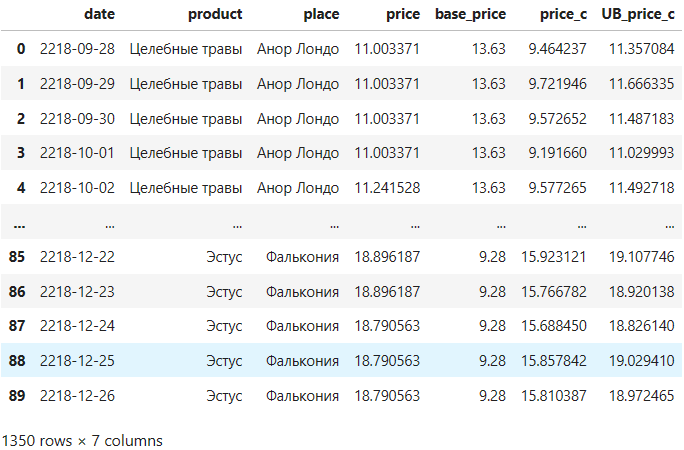 date product place price base_price price_c UB_price_c
0 2218-09-28 Целебные травы Анор Лондо 11.003371 13.63 9.464237 11.357084
1 2218-09-29 Целебные травы Анор Лондо 11.003371 13.63 9.721946 11.666335
2 2218-09-30 Целебные травы Анор Лондо 11.003371 13.63 9.572652 11.487183
3 2218-10-01 Целебные травы Анор Лондо 11.003371 13.63 9.191660 11.029993
4 2218-10-02 Целебные травы Анор Лондо 11.241528 13.63 9.577265 11.492718
... ... ... ... ... ... ... ...
85 2218-12-22 Эстус Фалькония 18.896187 9.28 15.923121 19.107746
86 2218-12-23 Эстус Фалькония 18.896187 9.28 15.766782 18.920138
87 2218-12-24 Эстус Фалькония 18.790563 9.28 15.688450 18.826140
88 2218-12-25 Эстус Фалькония 18.790563 9.28 15.857842 19.029410
89 2218-12-26 Эстус Фалькония 18.790563 9.28 15.810387 18.972465
1350 rows × 7 columns